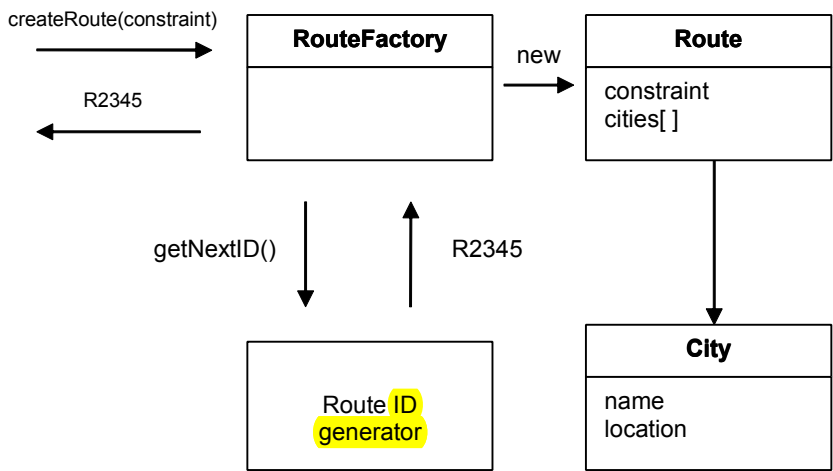 createRoute(constraint)
RouteFactory
new
Route
R2345
constraint
cities[ ]
getNextID()
R2345
City
Route ID
generator
name
location